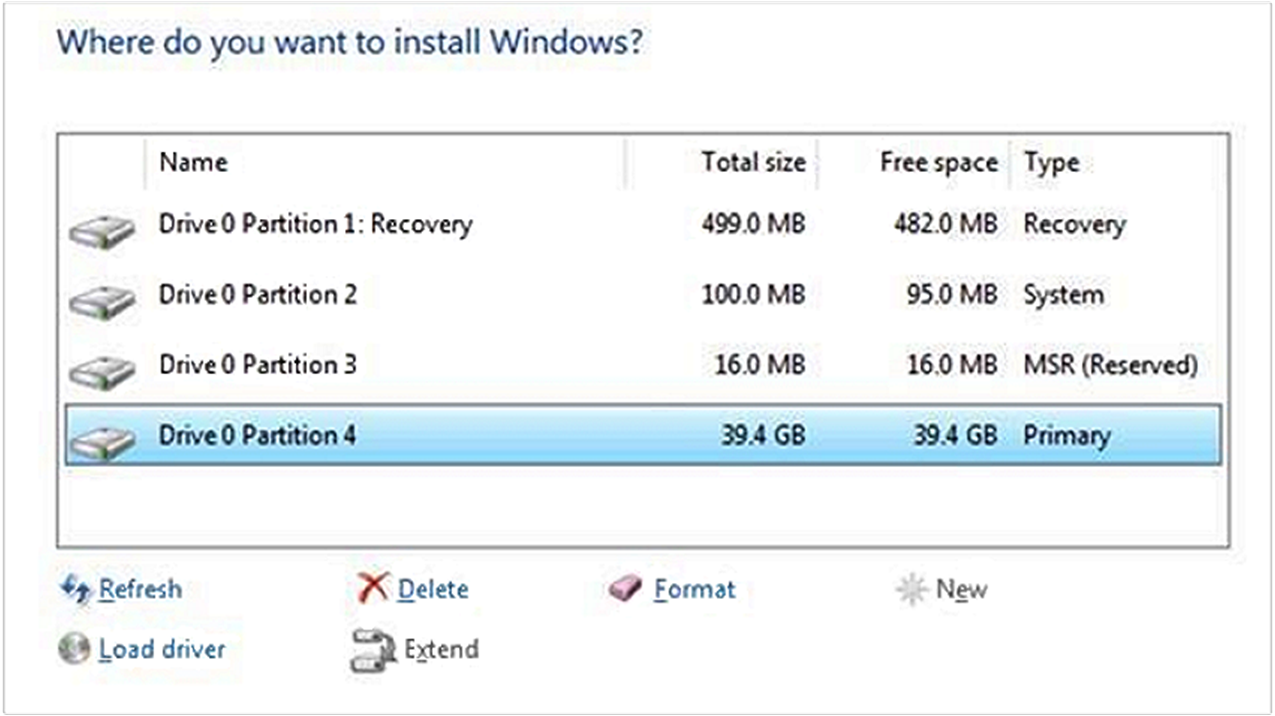 Where do you want to install Windows?
Name Total size Free space Type
Drive 0 Partition 1: Recovery 499.0 MB 482.0 MB Recovery
Drive 0 Partition 2 100.0 MB 95.0 MB System
Drive 0 Partition 3 16.0 MB 16.0 MB MSR (Reserved)
Drive 0 Partition 4 39.4 GB 39.4 GB Primary
Refresh Delete Format New
Load driver Extend